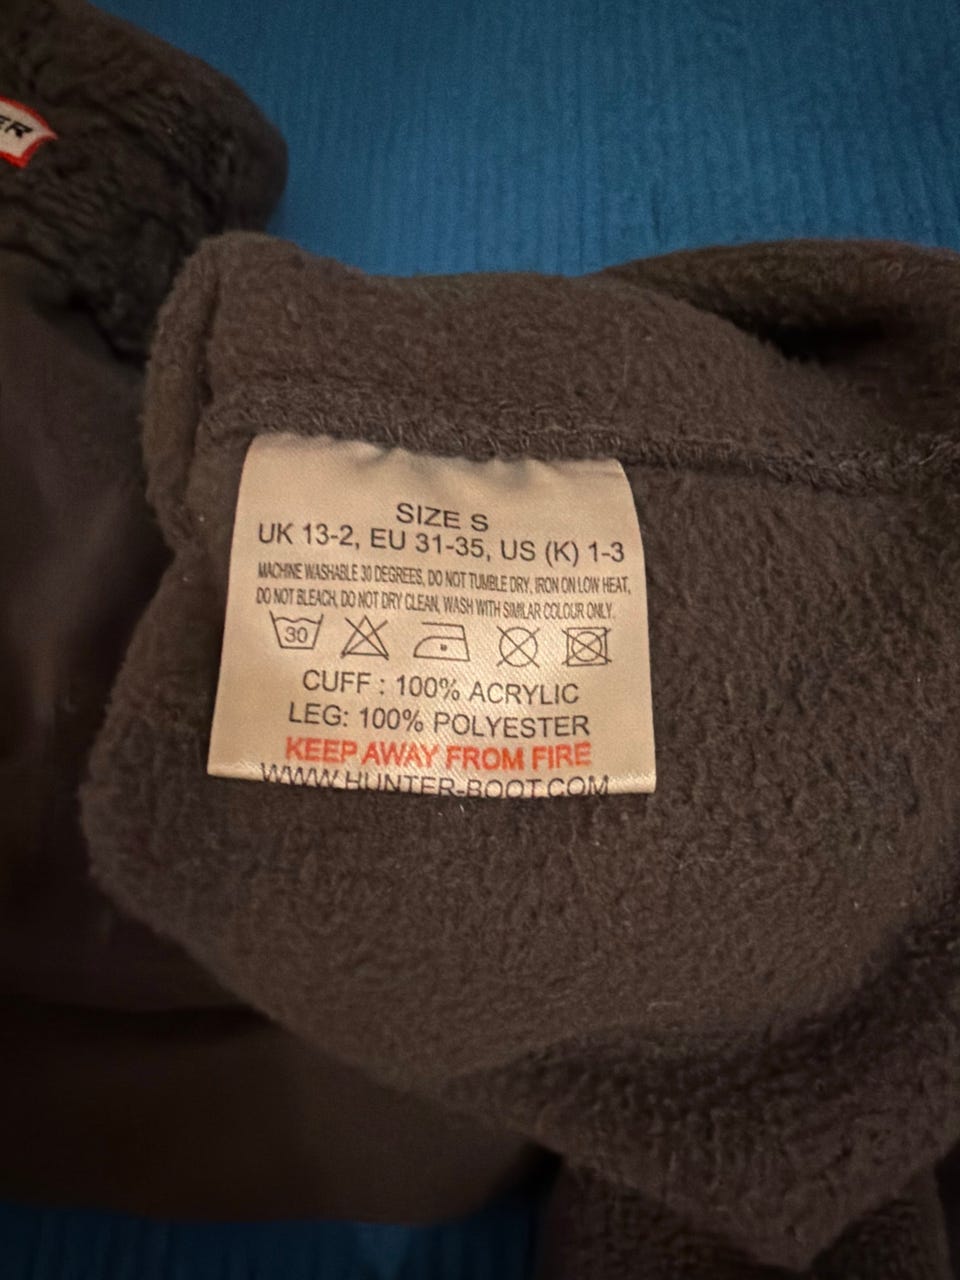 ER
SIZE S
UK 13-2, EU 31-35, US (K) 1-3
MACHINE WASHABLE 30 DEGREES, DO NOT TUMBLE DRY, IRON ON LOW HEAT,
DO NOT BLEACH, DO NOT DRY CLEAN, WASH WITH SIMILAR COLOUR ONLY.
30
CUFF : 100% ACRYLIC
LEG: 100% POLYESTER
KEEP AWAY FROM FIRE
WWW.HUNTER-BOOT.COM